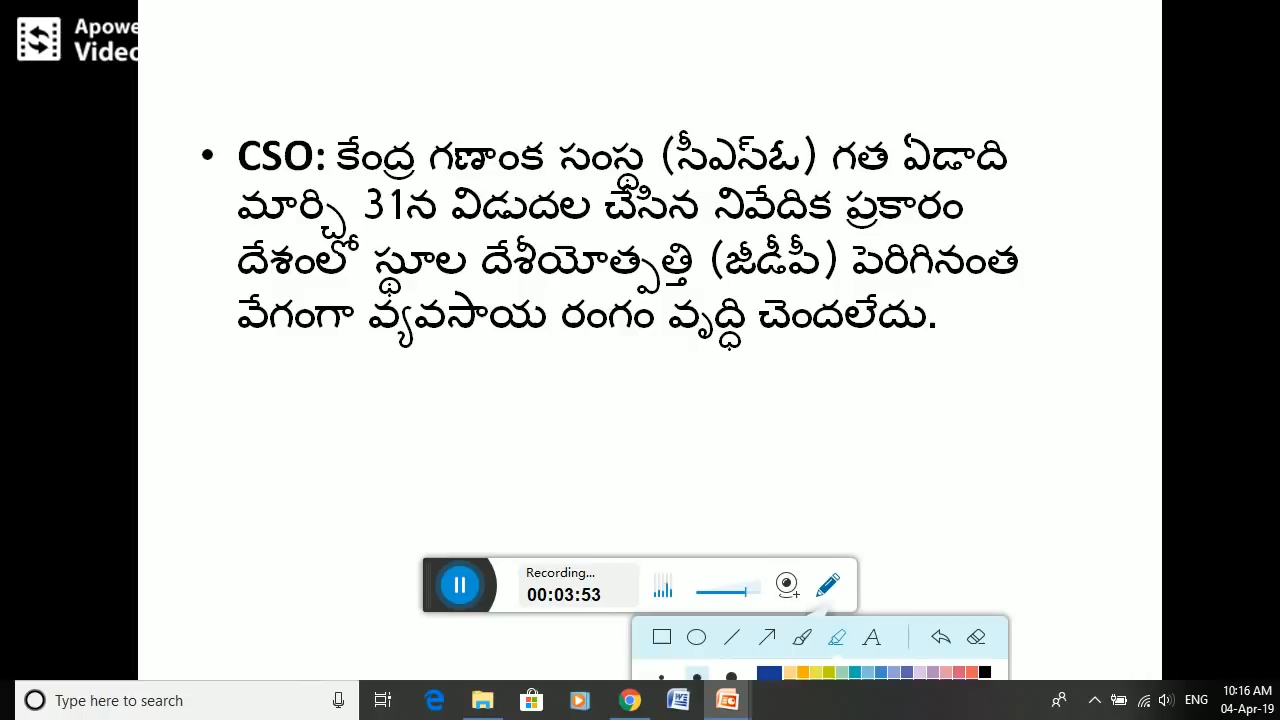 Apowe
Video
• CSO: కేంద్ర గణాంక సంస్థ (సీఎస్ఓ) గత ఏడాది
మార్చి 31న విడుదల చేసిన నివేదిక ప్రకారం
దేశంలో స్థూల దేశీయోత్పత్తి (జీడీపీ) పెరిగినంత
వేగంగా వ్యవసాయ రంగం వృద్ధి చెందలేదు.
Recording...
00:03:53
A
Type here to search
ENG
10:16 AM
04-Apr-19